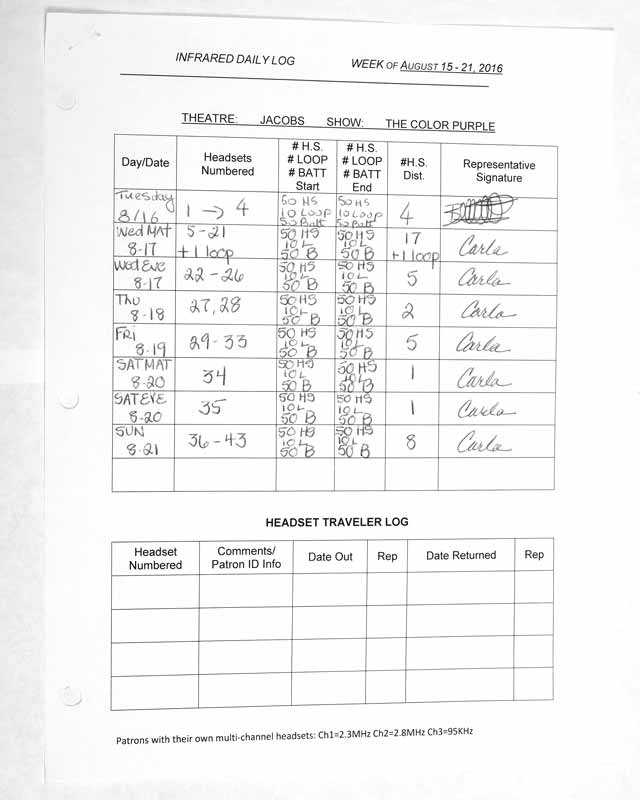 INFRARED DAILY LOG WEEK OF AUGUST 15 - 21, 2016
THEATRE: JACOBS SHOW: THE COLOR PURPLE
Day/Date Headsets Numbered # H.S. # LOOP # BATT Start # H.S. # LOOP # BATT End #H.S. Dist. Representative Signature
Tuesday 8/16 1 → 4 50 HS 10 LOOP 50 Batt 50 HS 10 LOOP 50 Batt 4
Wed MAT 8-17 5-21 +1 loop 50 HS 10 L 50 B 50 HS 10 L 50 B 17 +1 loop Carla
Wed EVE 8-17 22-26 50 HS 10 L 50 B 50 HS 10 L 50 B 5 Carla
THU 8-18 27,28 50 HS 10 L 50 B 50 HS 10 L 50 B 2 Carla
FRI 8-19 29-33 50 HS 10 L 50 B 50 HS 10 L 50 B 5 Carla
SAT MAT 8-20 34 50 HS 10 L 50 B 50 HS 10 L 50 B 1 Carla
SAT EVE 8-20 35 50 HS 10 L 50 B 50 HS 10 L 50 B 1 Carla
SUN 8-21 36-43 50 HS 10 L 50 B 50 HS 10 L 50 B 8 Carla
HEADSET TRAVELER LOG
Headset Numbered Comments/ Patron ID Info Date Out Rep Date Returned Rep
Patrons with their own multi-channel headsets: Ch1=2.3MHz Ch2=2.8MHz Ch3=95KHz